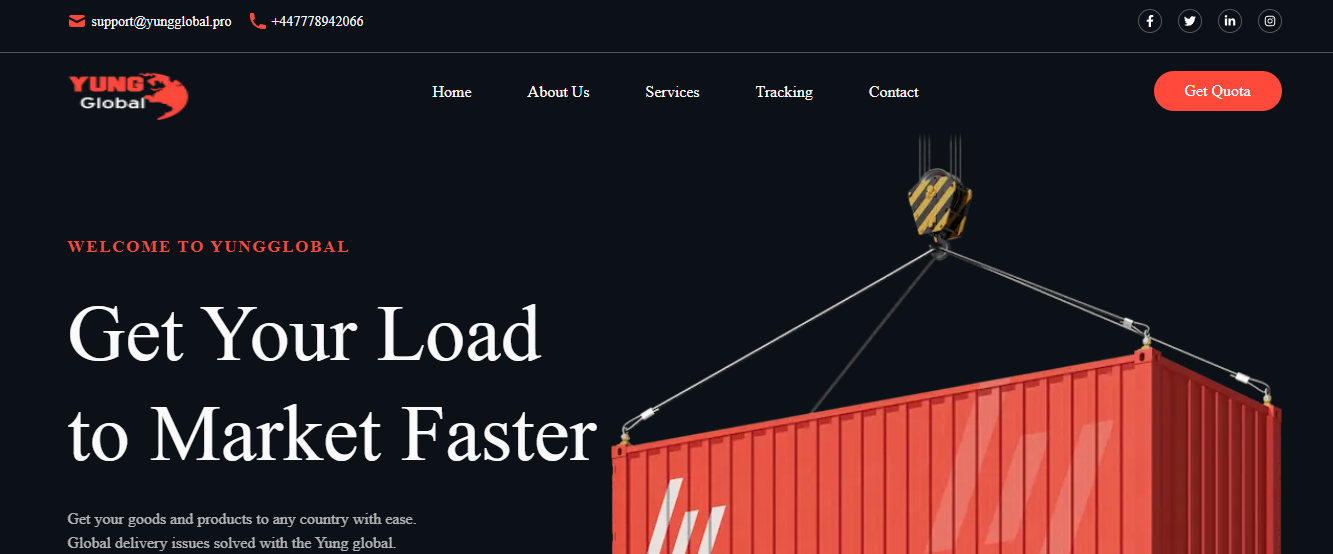 support@yungglobal.pro +447778942066
YUNG
Global
Home About Us Services Tracking Contact Get Quota
WELCOME TO YUNGGLOBAL
Get Your Load
to Market Faster
Get your goods and products to any country with ease.
Global delivery issues solved with the Yung global.